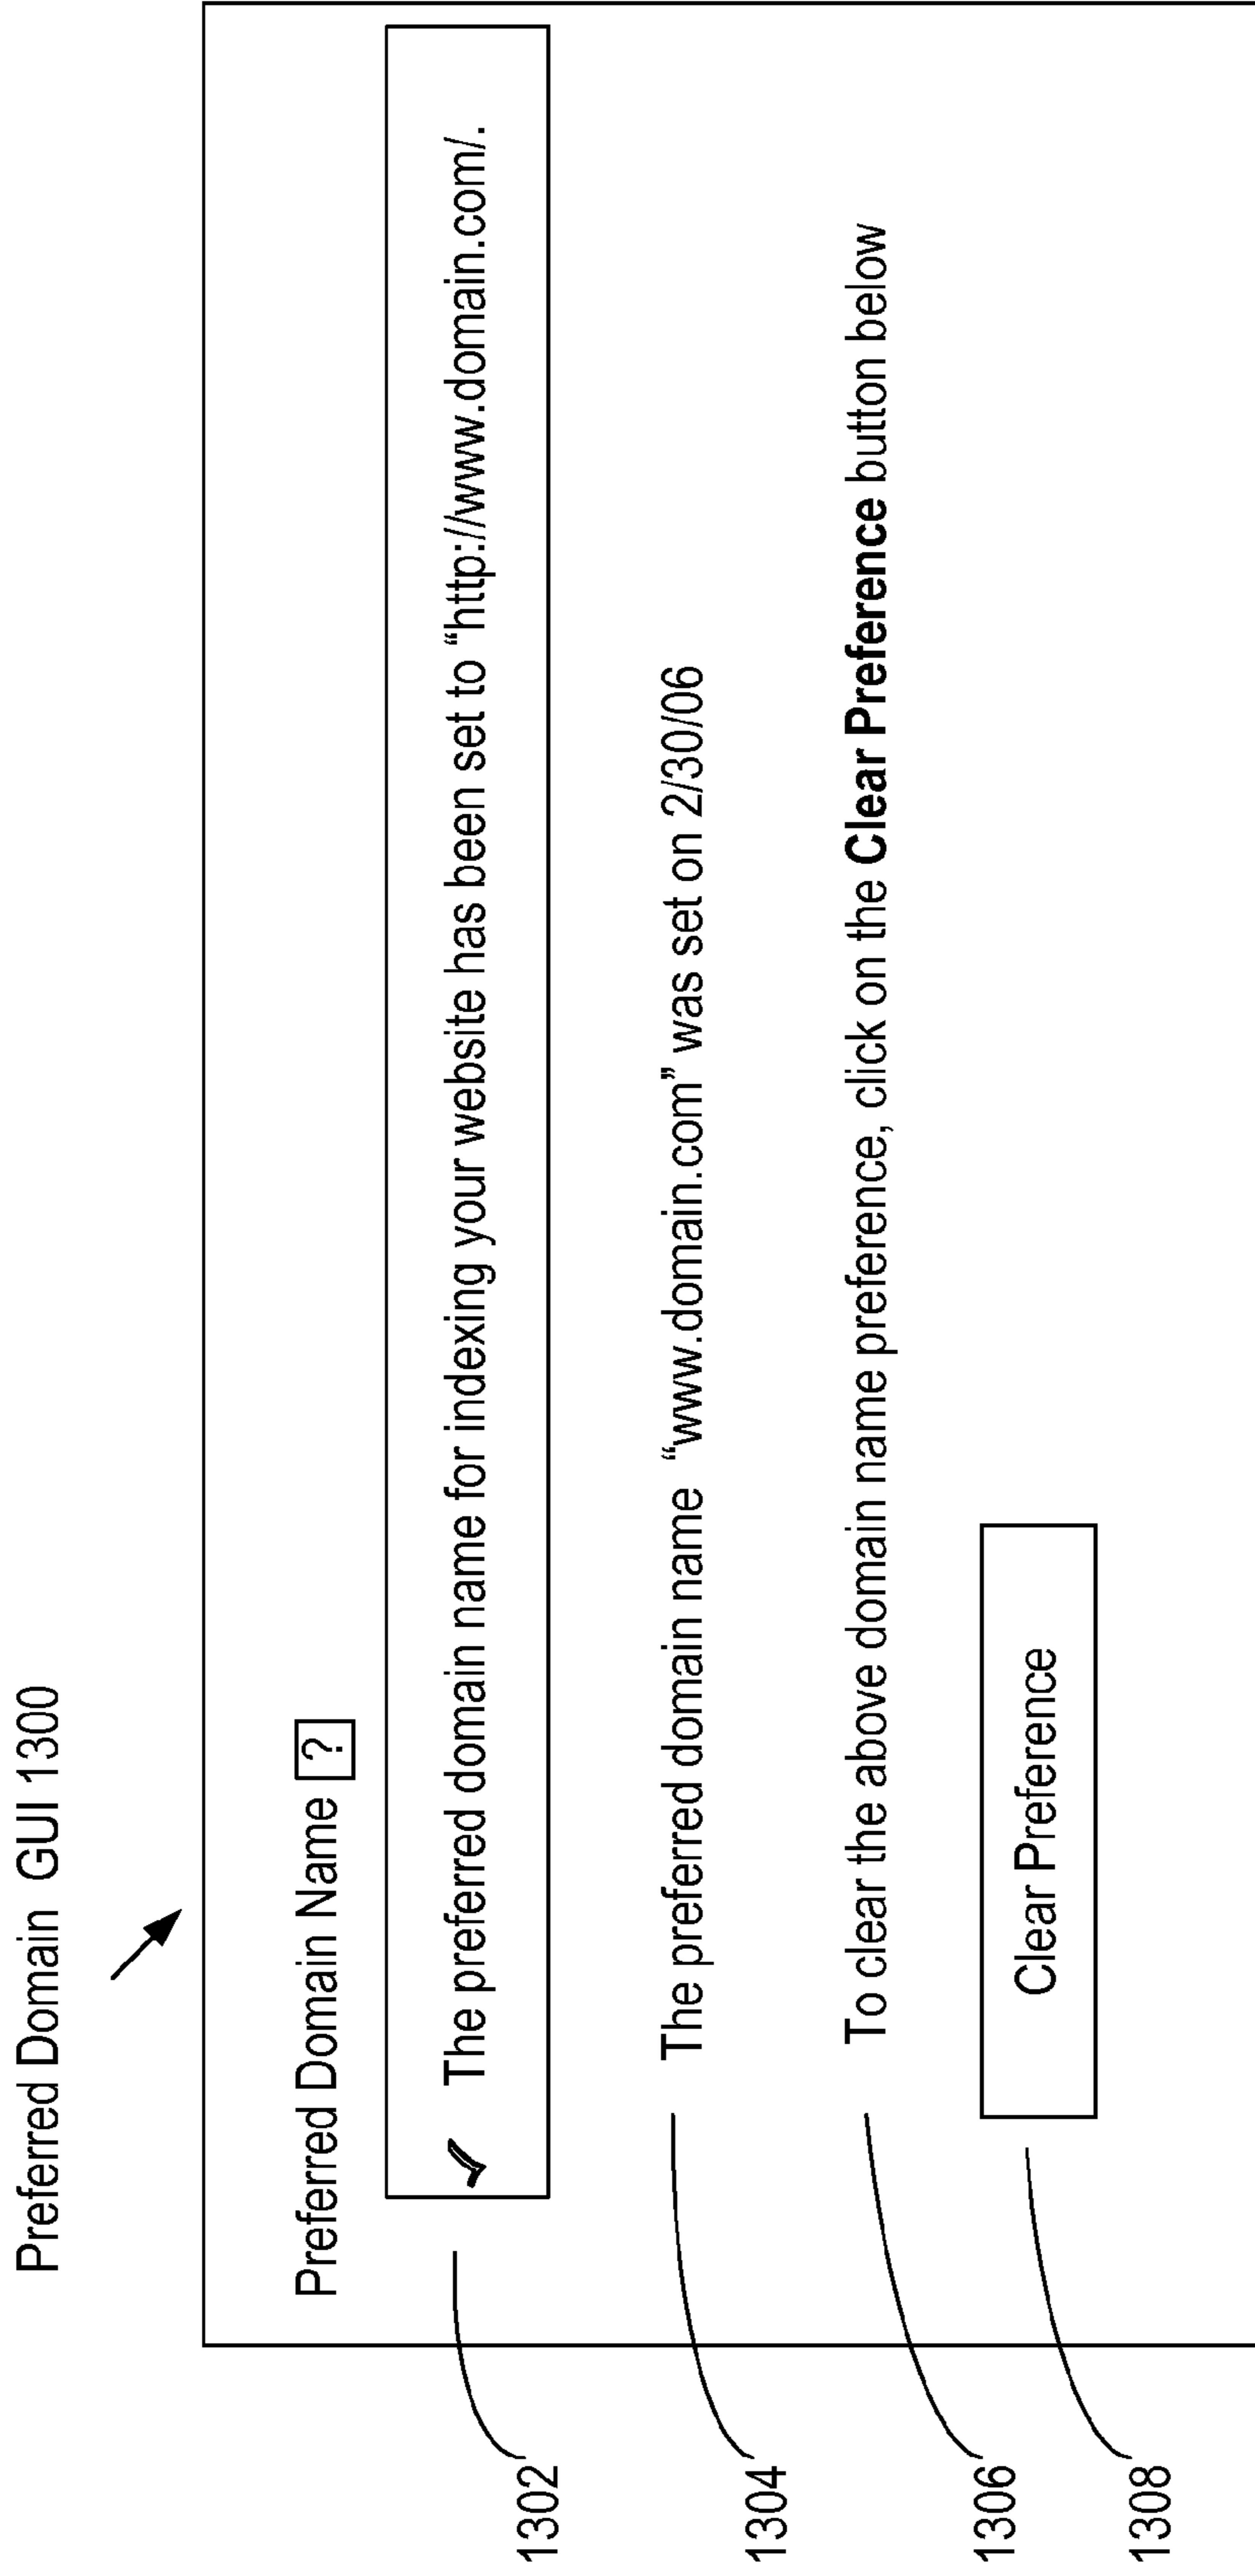 Preferred Domain GUI 1300
Preferred Domain Name ?
✓ The preferred domain name for indexing your website has been set to “http://www.domain.com/.
1302
The preferred domain name “www.domain.com” was set on 2/30/06
1304
To clear the above domain name preference, click on the Clear Preference button below
1306
Clear Preference
1308